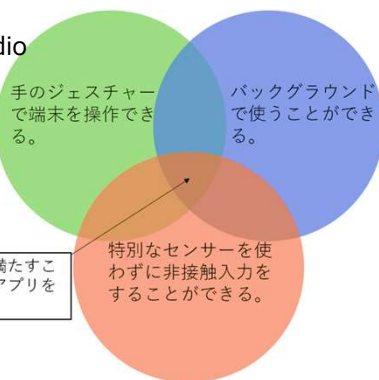 dio
手のジェスチャー
で端末を操作でき
る。
バックグラウンド
で使うことができ
る。
特別なセンサーを使
わずに非接触入力を
することができる。
満たすこ
アプリを